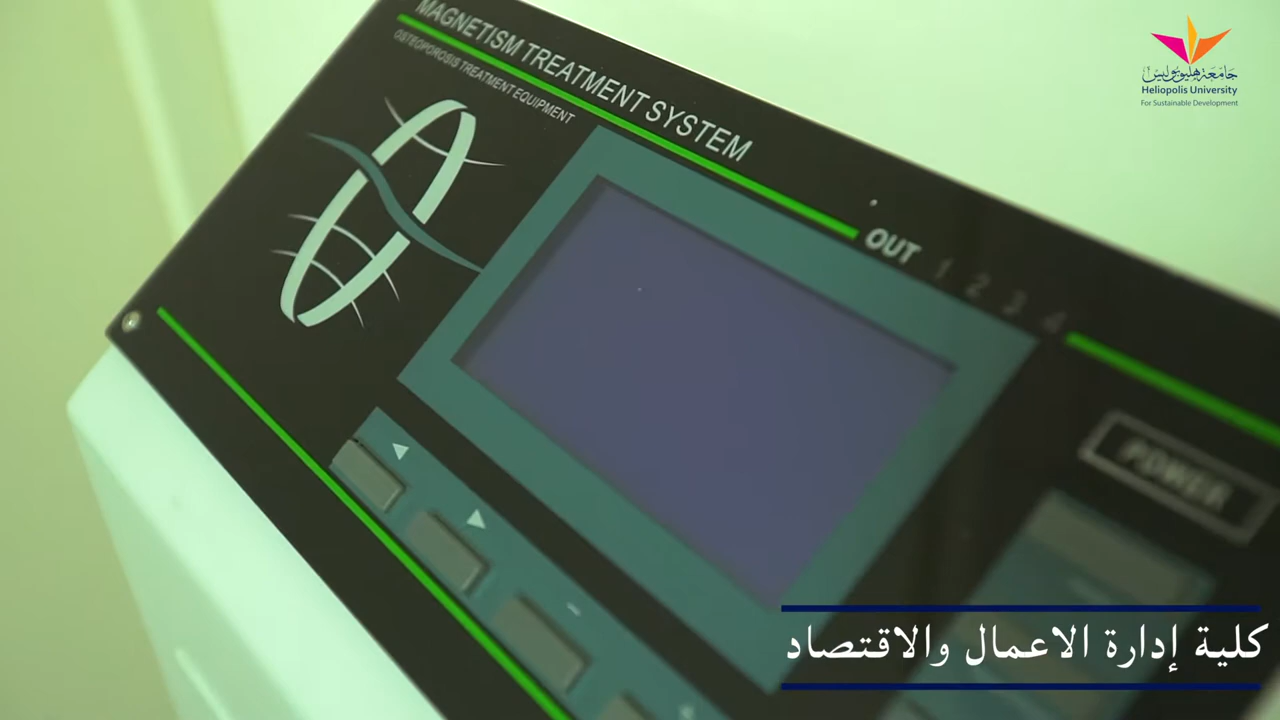 MAGNETISM TREATMENT SYSTEM
OSTEOPOROSIS TREATMENT EQUIPMENT
OUT 1 2 3 4
POWER
جامعة هليوبوليس
Heliopolis University
For Sustainable Development
كلية إدارة الاعمال والاقتصاد